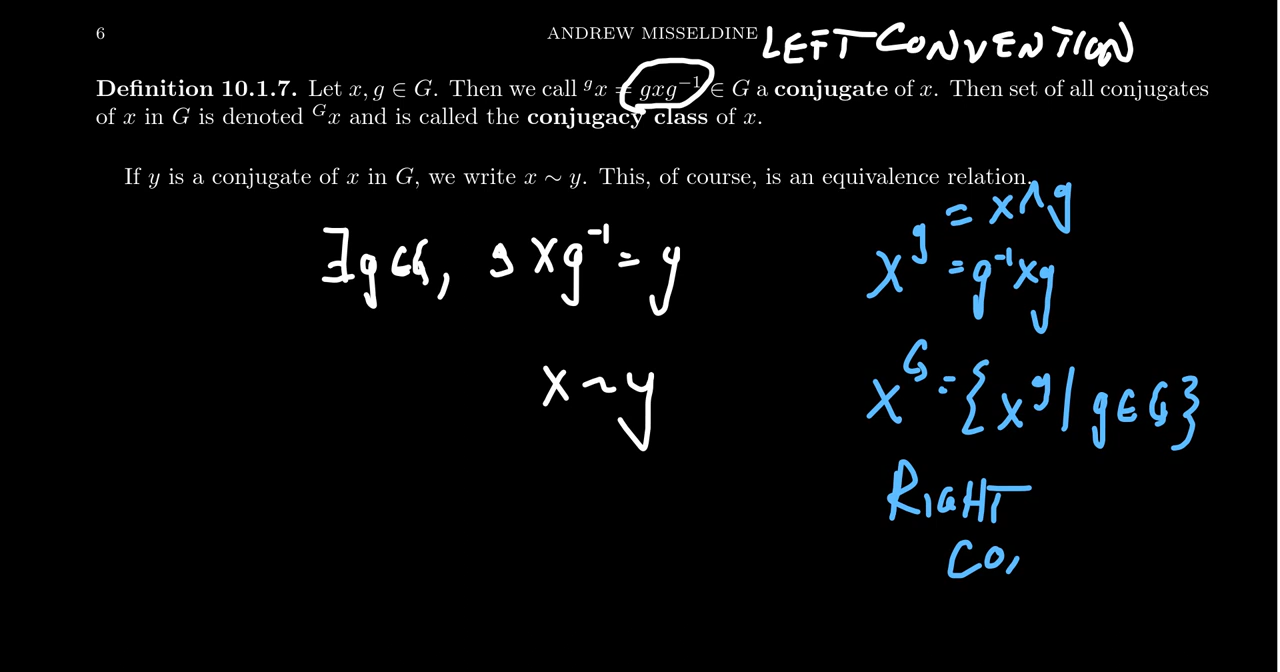 6
ANDREW MISSELDINE LEFT CONVENTION
Definition 10.1.7. Let x, g ∈ G. Then we call ᵍx = gxg⁻¹ ∈ G a conjugate of x. Then set of all conjugates
of x in G is denoted ᴳx and is called the conjugacy class of x.
If y is a conjugate of x in G, we write x ∼ y. This, of course, is an equivalence relation.
∃g∈G, gxg⁻¹ = y
x ~ y
= x^g
xᵍ = g⁻¹xg
xᴳ = {xᵍ | g∈G}
RIGHT
CO,